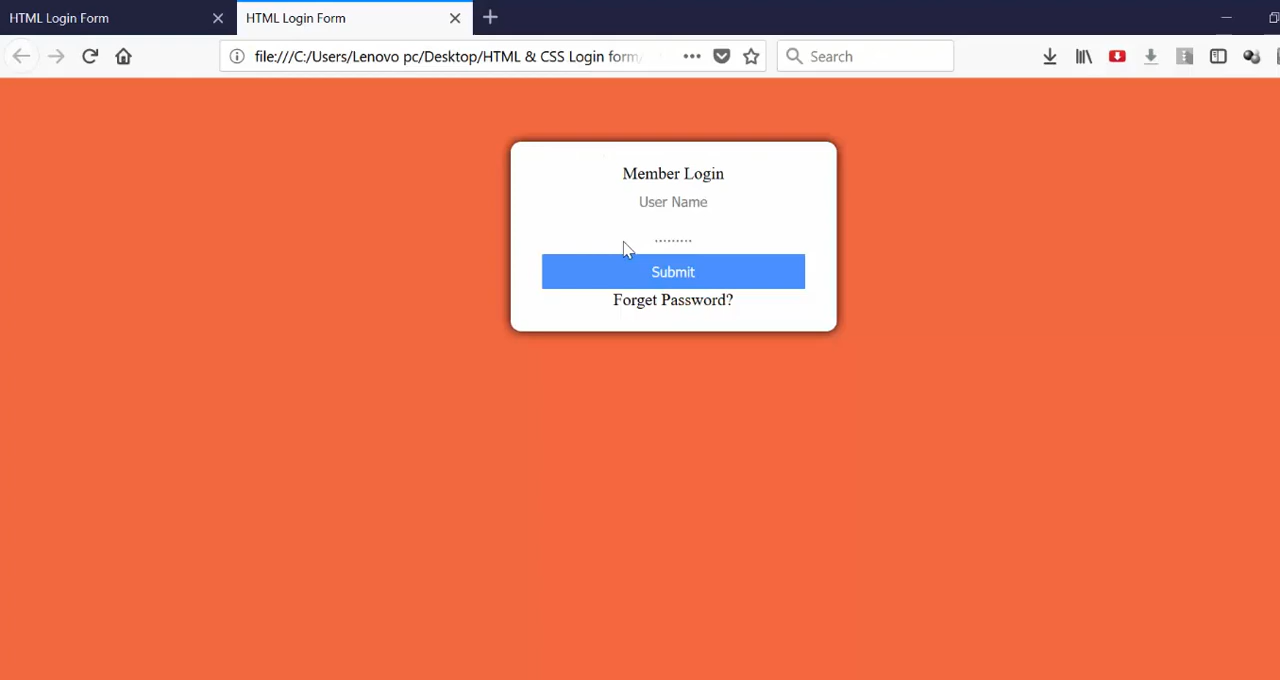 HTML Login Form
HTML Login Form
file:///C:/Users/Lenovo pc/Desktop/HTML & CSS Login form/
Search
Member Login
User Name
.........
Submit
Forget Password?